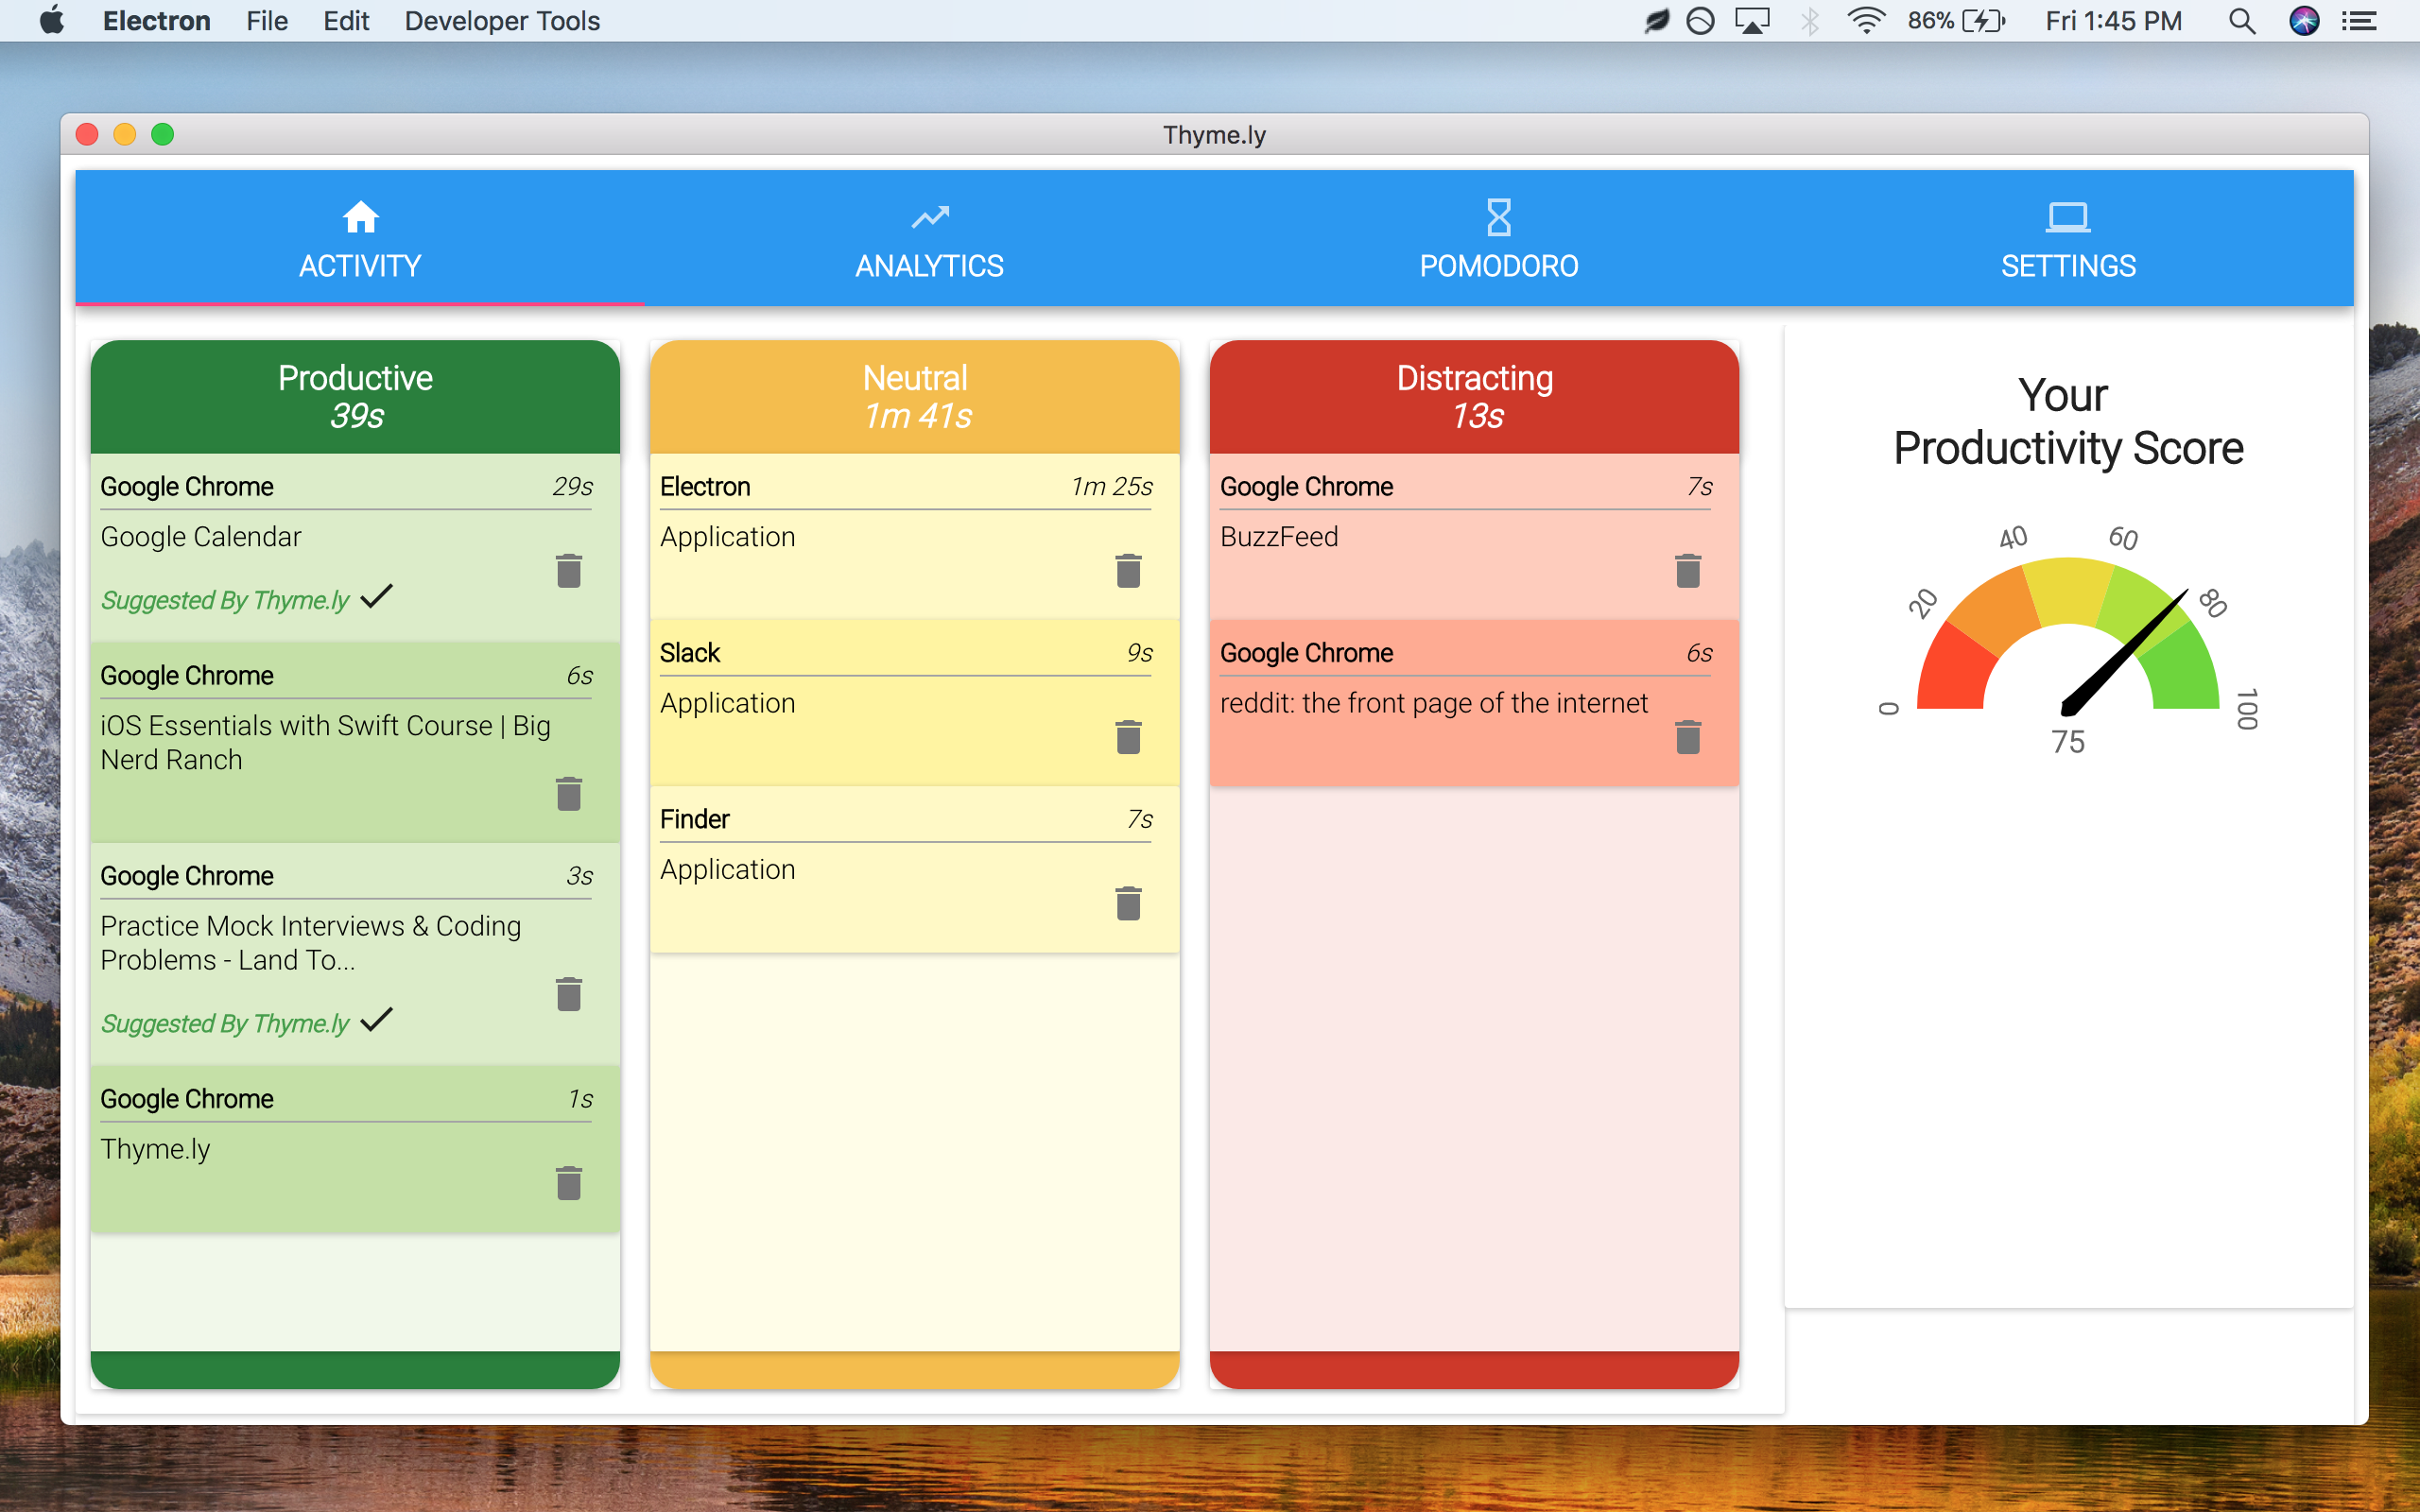 Electron File Edit Developer Tools 86% Fri 1:45 PM
Thyme.ly
ACTIVITY ANALYTICS POMODORO SETTINGS
Productive
39s
Google Chrome 29s
Google Calendar
Suggested By Thyme.ly
Google Chrome 6s
iOS Essentials with Swift Course | Big
Nerd Ranch
Google Chrome 3s
Practice Mock Interviews & Coding
Problems - Land To...
Suggested By Thyme.ly
Google Chrome 1s
Thyme.ly
Neutral
1m 41s
Electron 1m 25s
Application
Slack 9s
Application
Finder 7s
Application
Distracting
13s
Google Chrome 7s
BuzzFeed
Google Chrome 6s
reddit: the front page of the internet
Your
Productivity Score
0
20
40
60
80
100
75